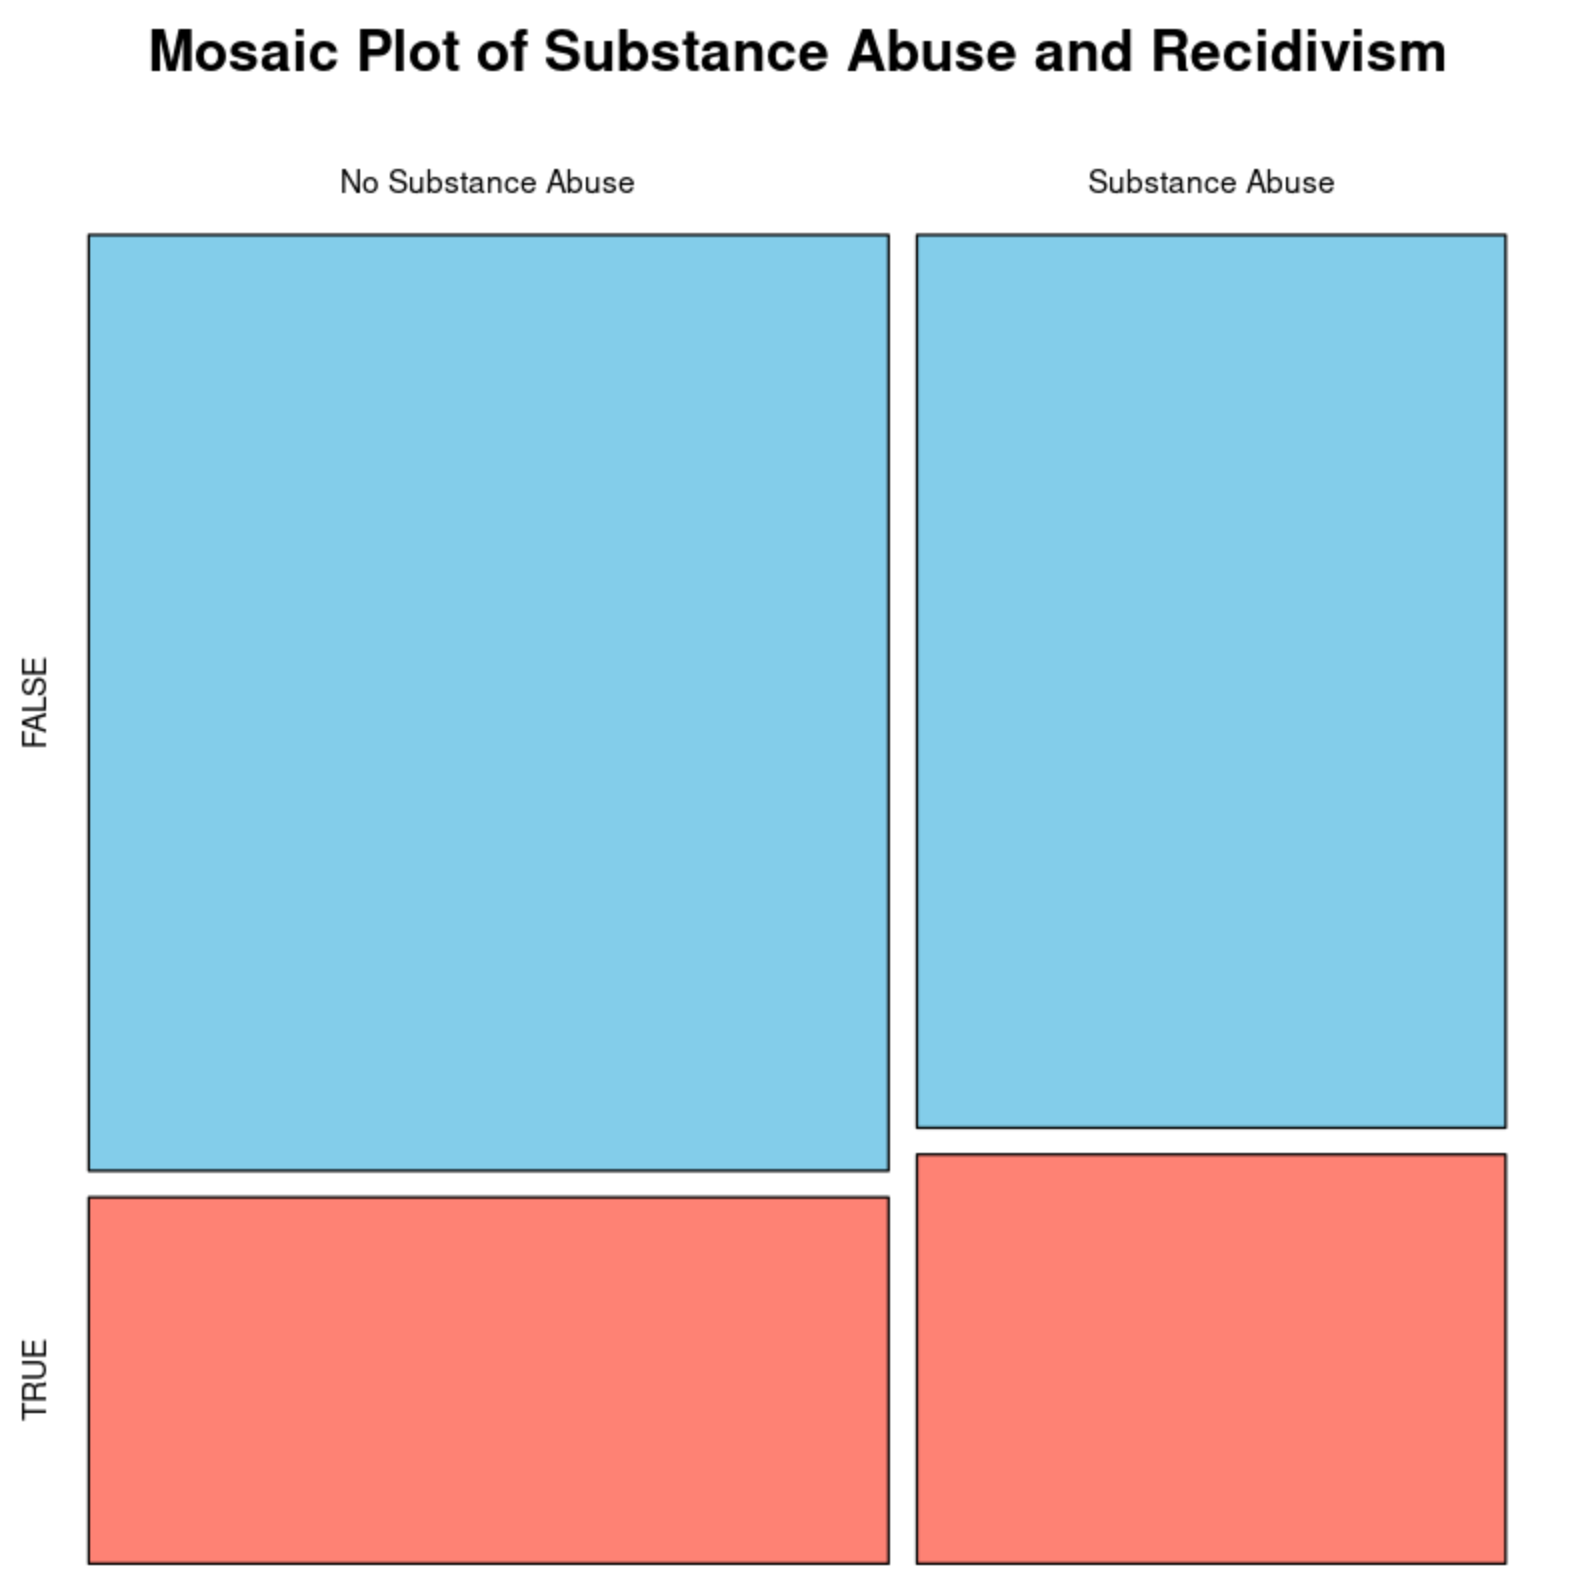 Mosaic Plot of Substance Abuse and Recidivism
No Substance Abuse
Substance Abuse
FALSE
TRUE